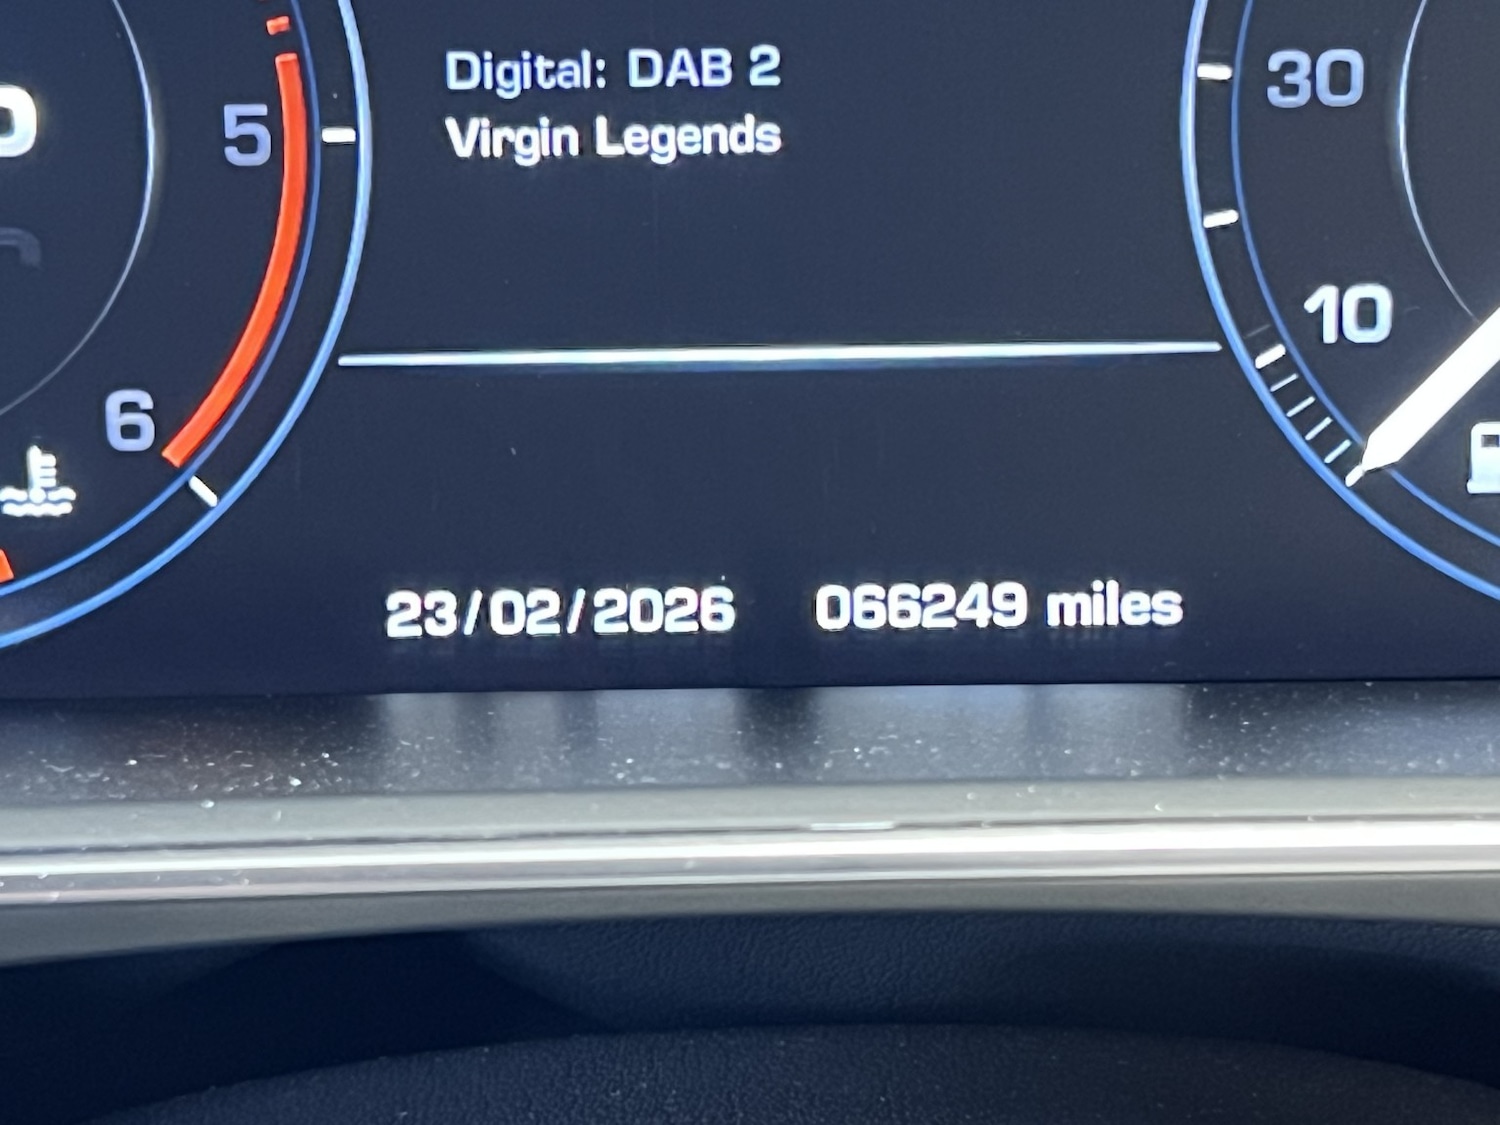 Digital: DAB 2
Virgin Legends
5
6
30
10
23/02/2026 066249 miles